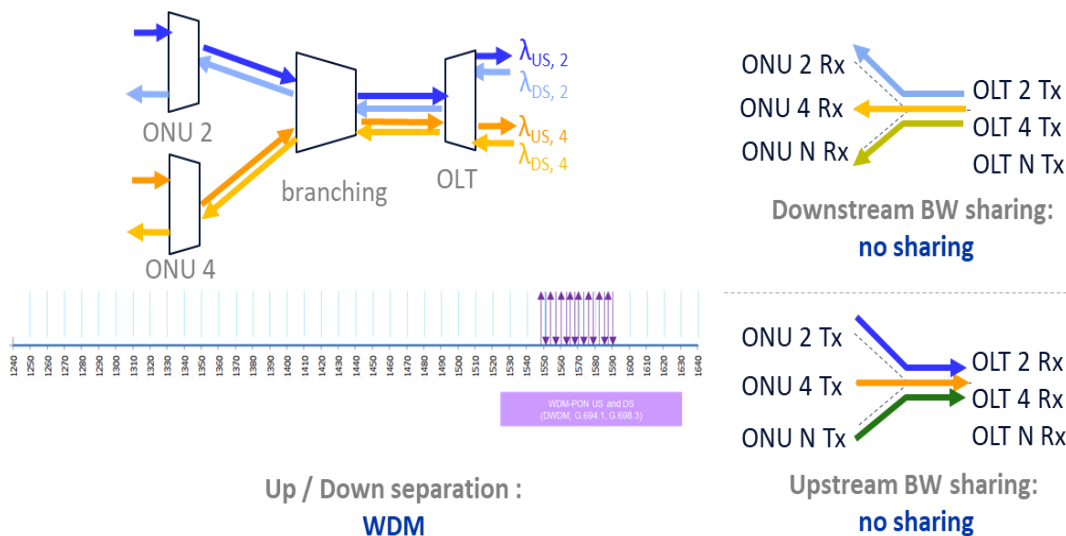 ONU 2
ONU 4
branching
OLT
λUS, 2
λDS, 2
λUS, 4
λDS, 4
1240 1250 1260 1270 1280 1290 1300 1310 1320 1330 1340 1350 1360 1370 1380 1390 1400 1410 1420 1430 1440 1450 1460 1470 1480 1490 1500 1510 1520 1530 1540 1550 1560 1570 1580 1590 1600 1610 1620 1630 1640
WDM-PON US and DS
(DWDM; G.694.1, G.698.3)
Up / Down separation :
WDM
ONU 2 Rx
ONU 4 Rx
ONU N Rx
OLT 2 Tx
OLT 4 Tx
OLT N Tx
Downstream BW sharing:
no sharing
ONU 2 Tx
ONU 4 Tx
ONU N Tx
OLT 2 Rx
OLT 4 Rx
OLT N Rx
Upstream BW sharing:
no sharing